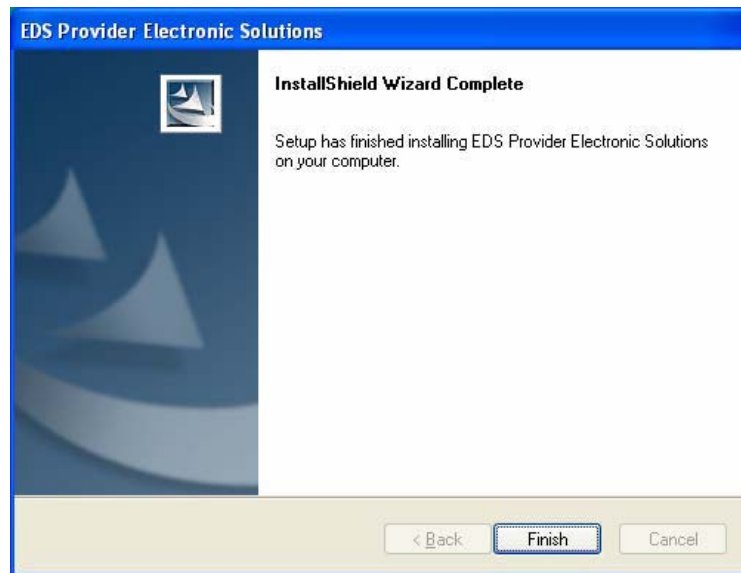 EDS Provider Electronic Solutions
InstallShield Wizard Complete
Setup has finished installing EDS Provider Electronic Solutions
on your computer.
< Back
Finish
Cancel